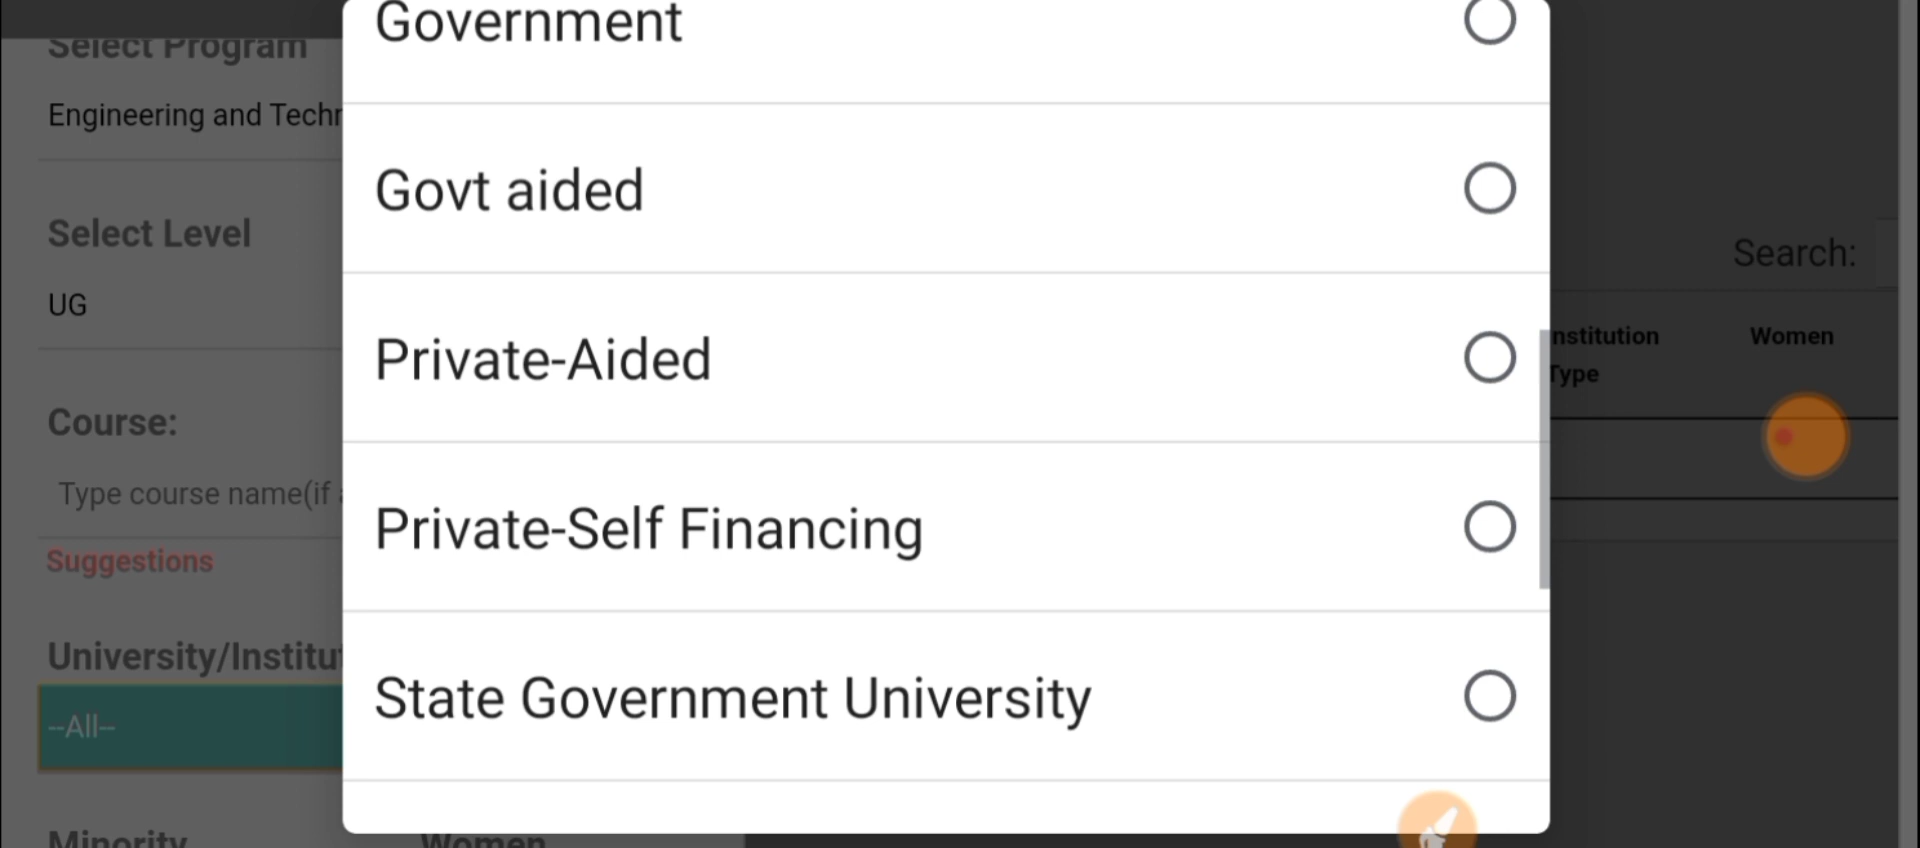 Select Program
Engineering and Techn
Select Level
UG
Course:
Type course name(if
Suggestions
University/Institut
--All--
Minority
Women
Government
Govt aided
Private-Aided
Private-Self Financing
State Government University
Search:
nstitution
Type
Women